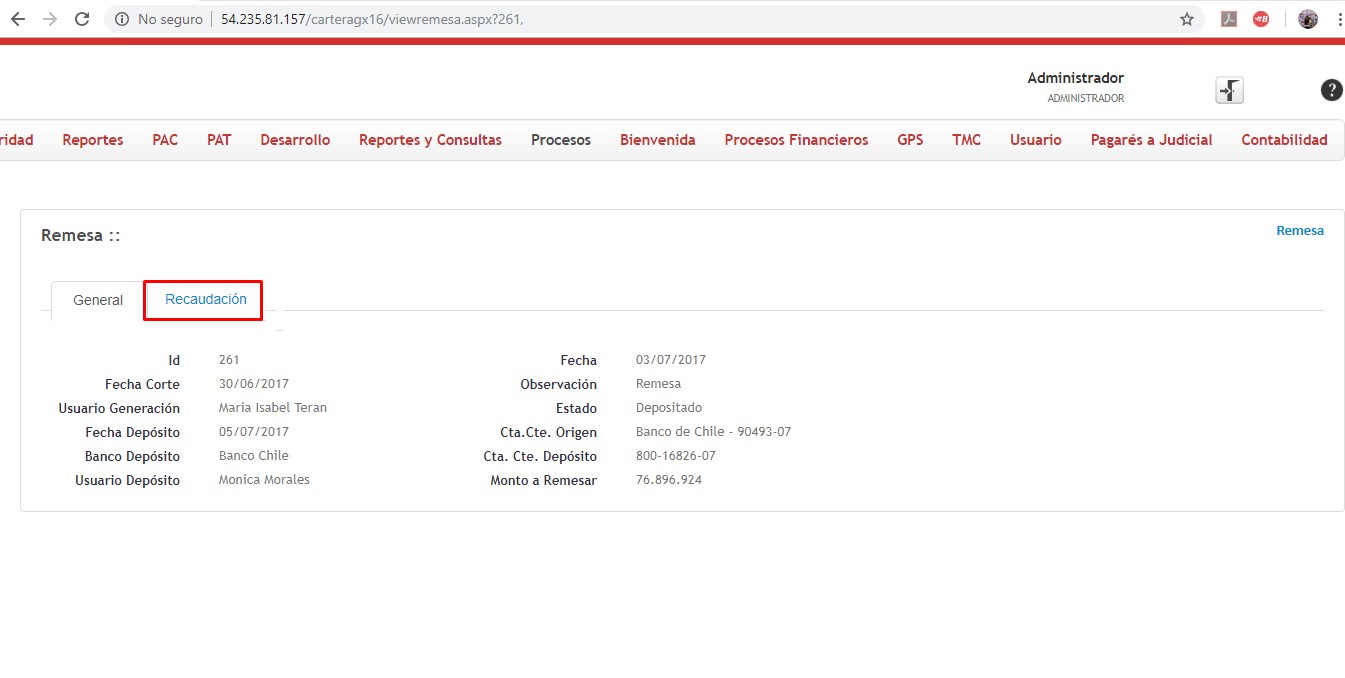 No seguro 54.235.81.157/carteragx16/viewremesa.aspx?261,
Administrador
ADMINISTRADOR
ridad Reportes PAC PAT Desarrollo Reportes y Consultas Procesos Bienvenida Procesos Financieros GPS TMC Usuario Pagarés a Judicial Contabilidad
Remesa :: Remesa
General Recaudación
Id 261 Fecha 03/07/2017
Fecha Corte 30/06/2017 Observación Remesa
Usuario Generación Maria Isabel Teran Estado Depositado
Fecha Depósito 05/07/2017 Cta.Cte. Origen Banco de Chile - 90493-07
Banco Depósito Banco Chile Cta. Cte. Depósito 800-16826-07
Usuario Depósito Monica Morales Monto a Remesar 76.896.924